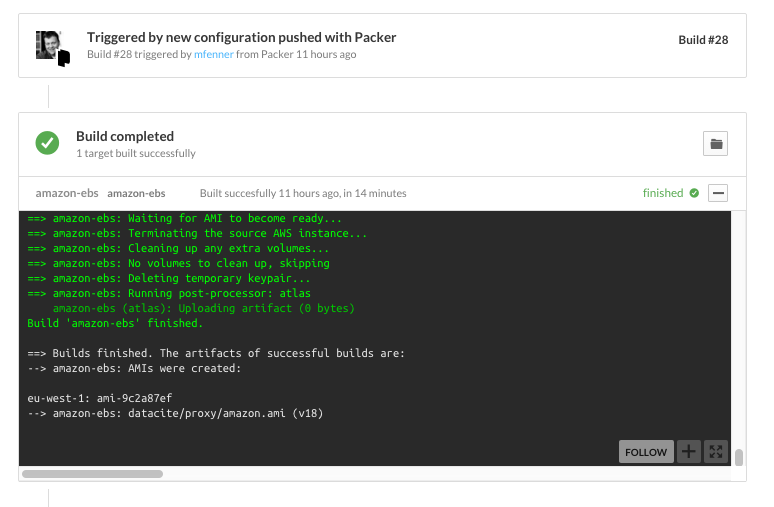 Triggered by new configuration pushed with Packer
Build #28 triggered by mfenner from Packer 11 hours ago
Build #28
Build completed
1 target built successfully
amazon-ebs amazon-ebs Built succesfully 11 hours ago, in 14 minutes finished
==> amazon-ebs: Waiting for AMI to become ready...
==> amazon-ebs: Terminating the source AWS instance...
==> amazon-ebs: Cleaning up any extra volumes...
==> amazon-ebs: No volumes to clean up, skipping
==> amazon-ebs: Deleting temporary keypair...
==> amazon-ebs: Running post-processor: atlas
    amazon-ebs (atlas): Uploading artifact (0 bytes)
Build 'amazon-ebs' finished.
==> Builds finished. The artifacts of successful builds are:
--> amazon-ebs: AMIs were created:
eu-west-1: ami-9c2a87ef
--> amazon-ebs: datacite/proxy/amazon.ami (v18)
FOLLOW